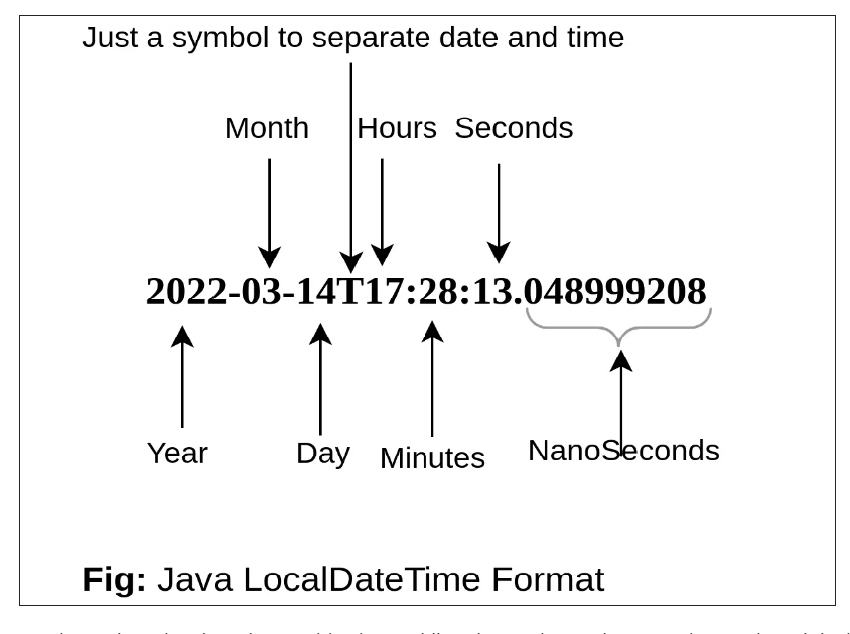 Just a symbol to separate date and time
Month Hours Seconds
2022-03-14T17:28:13.048999208
Year Day Minutes NanoSeconds
Fig: Java LocalDateTime Format